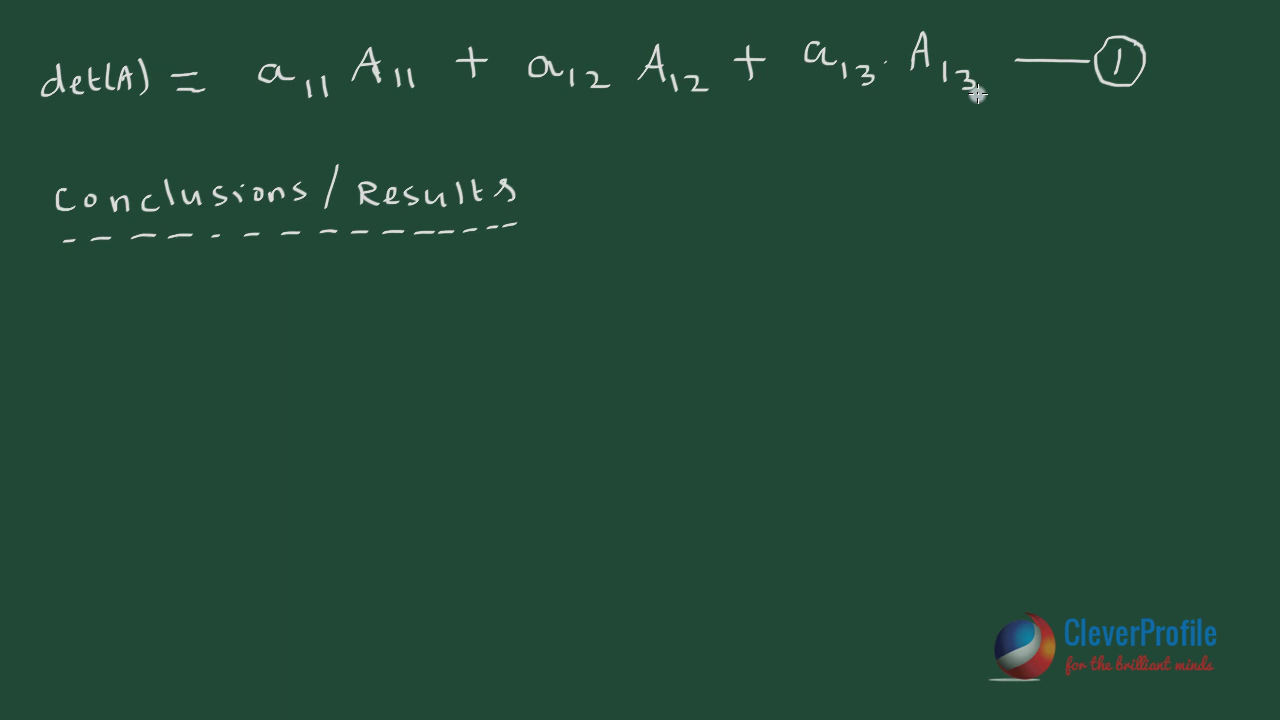 det(A) = a₁₁ A₁₁ + a₁₂ A₁₂ + a₁₃ . A₁₃ — ①
Conclusions / Results
CleverProfile
for the brilliant minds